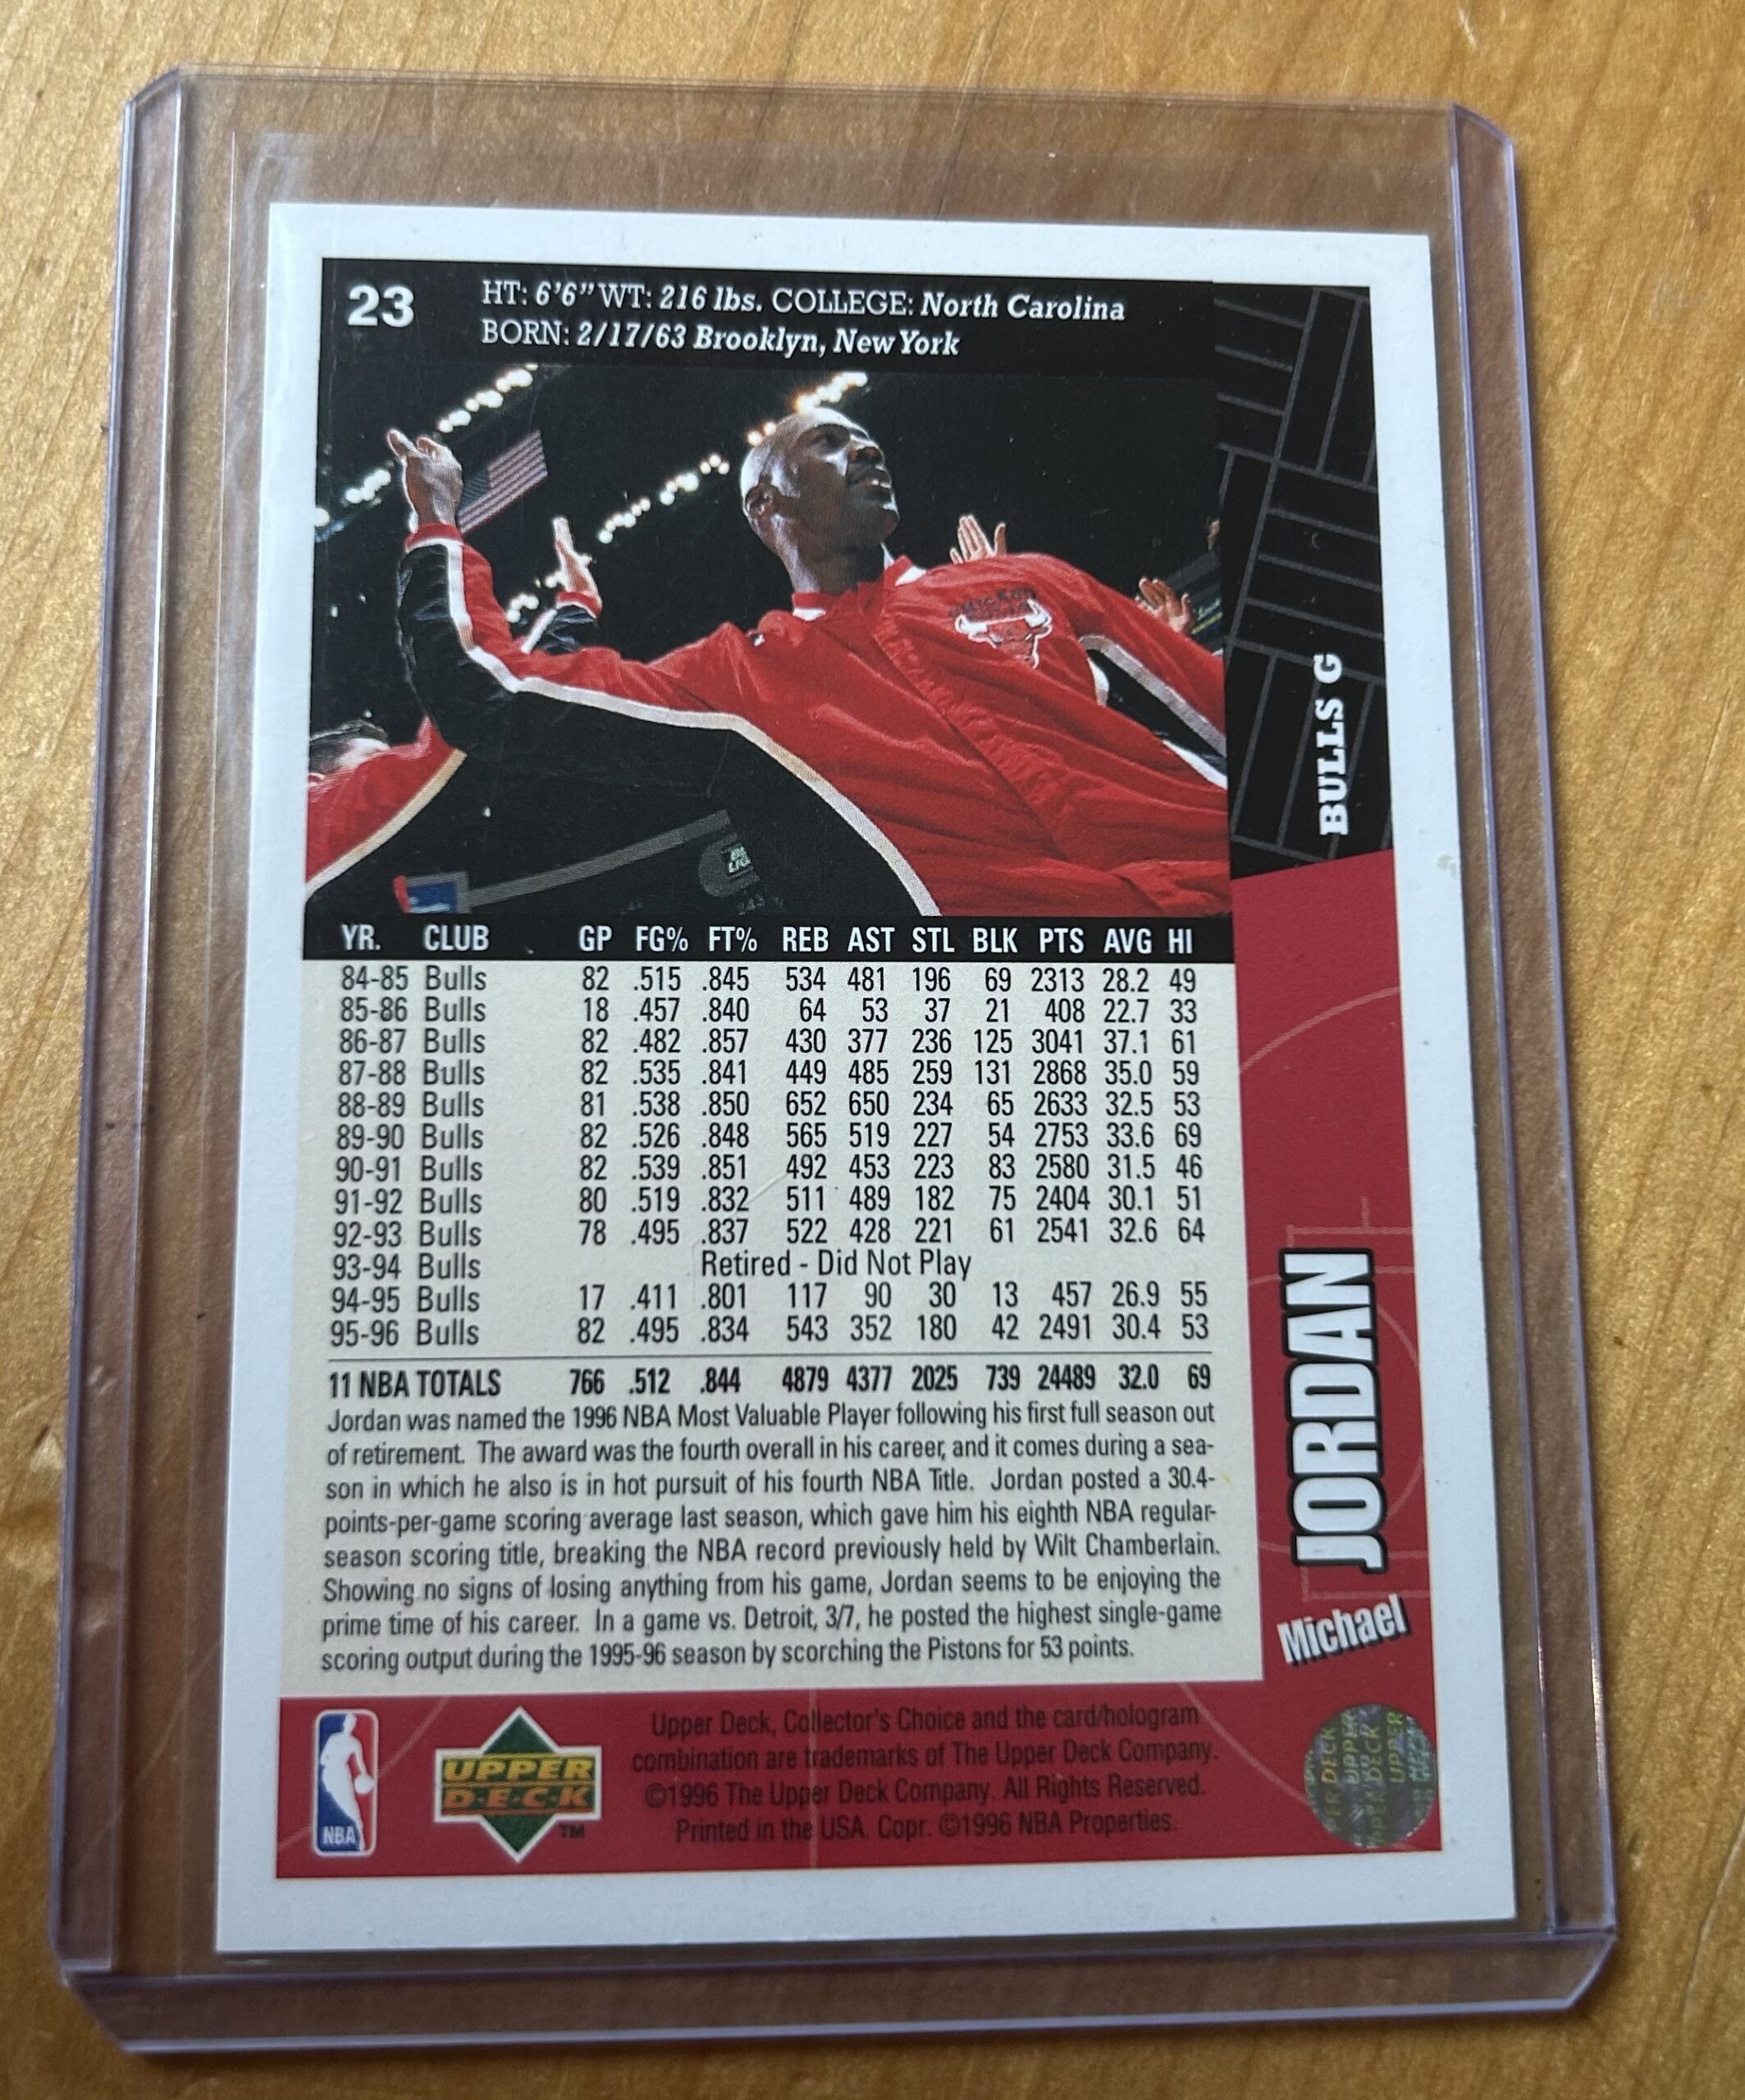 23
HT: 6'6" WT: 216 lbs. COLLEGE: North Carolina
BORN: 2/17/63 Brooklyn, New York
BULLS G
YR. CLUB GP FG% FT% REB AST STL BLK PTS AVG HI
84-85 Bulls 82 .515 .845 534 481 196 69 2313 28.2 49
85-86 Bulls 18 .457 .840 64 53 37 21 408 22.7 33
86-87 Bulls 82 .482 .857 430 377 236 125 3041 37.1 61
87-88 Bulls 82 .535 .841 449 485 259 131 2868 35.0 59
88-89 Bulls 81 .538 .850 652 650 234 65 2633 32.5 53
89-90 Bulls 82 .526 .848 565 519 227 54 2753 33.6 69
90-91 Bulls 82 .539 .851 492 453 223 83 2580 31.5 46
91-92 Bulls 80 .519 .832 511 489 182 75 2404 30.1 51
92-93 Bulls 78 .495 .837 522 428 221 61 2541 32.6 64
93-94 Bulls Retired - Did Not Play
94-95 Bulls 17 .411 .801 117 90 30 13 457 26.9 55
95-96 Bulls 82 .495 .834 543 352 180 42 2491 30.4 53
11 NBA TOTALS 766 .512 .844 4879 4377 2025 739 24489 32.0 69
Jordan was named the 1996 NBA Most Valuable Player following his first full season out
of retirement. The award was the fourth overall in his career, and it comes during a sea-
son in which he also is in hot pursuit of his fourth NBA Title. Jordan posted a 30.4-
points-per-game scoring average last season, which gave him his eighth NBA regular-
season scoring title, breaking the NBA record previously held by Wilt Chamberlain.
Showing no signs of losing anything from his game, Jordan seems to be enjoying the
prime time of his career. In a game vs. Detroit, 3/7, he posted the highest single-game
scoring output during the 1995-96 season by scorching the Pistons for 53 points.
Michael JORDAN
NBA
UPPER
D·E·C·K
TM
Upper Deck, Collector's Choice and the card/hologram
combination are trademarks of The Upper Deck Company.
©1996 The Upper Deck Company. All Rights Reserved.
Printed in the USA. Copr. ©1996 NBA Properties.
UPPER DECK